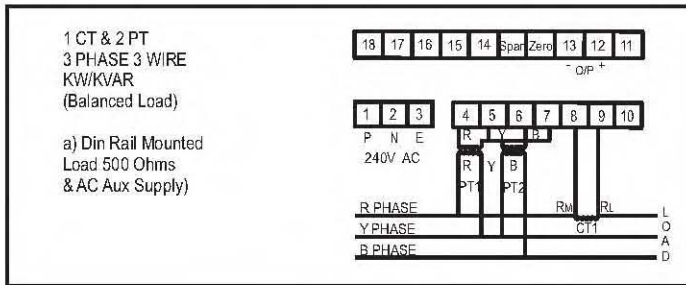 1 CT & 2 PT
3 PHASE 3 WIRE
KW/KVAR
(Balanced Load)
a) Din Rail Mounted
Load 500 Ohms
& AC Aux Supply)
18 17 16 15 14 Span Zero 13 12 11
- O/P +
1 2 3 4 5 6 7 8 9 10
P N E R Y B
240V AC
R Y B
PT1 PT2
R PHASE RM RL
CT1
Y PHASE
B PHASE
LOAD